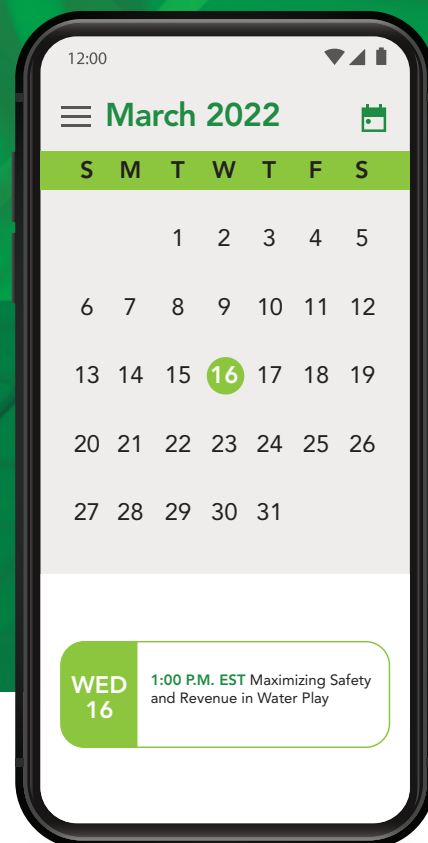 12:00
March 2022
S M T W T F S
1 2 3 4 5
6 7 8 9 10 11 12
13 14 15 16 17 18 19
20 21 22 23 24 25 26
27 28 29 30 31
WED
16
1:00 P.M. EST Maximizing Safety
and Revenue in Water Play